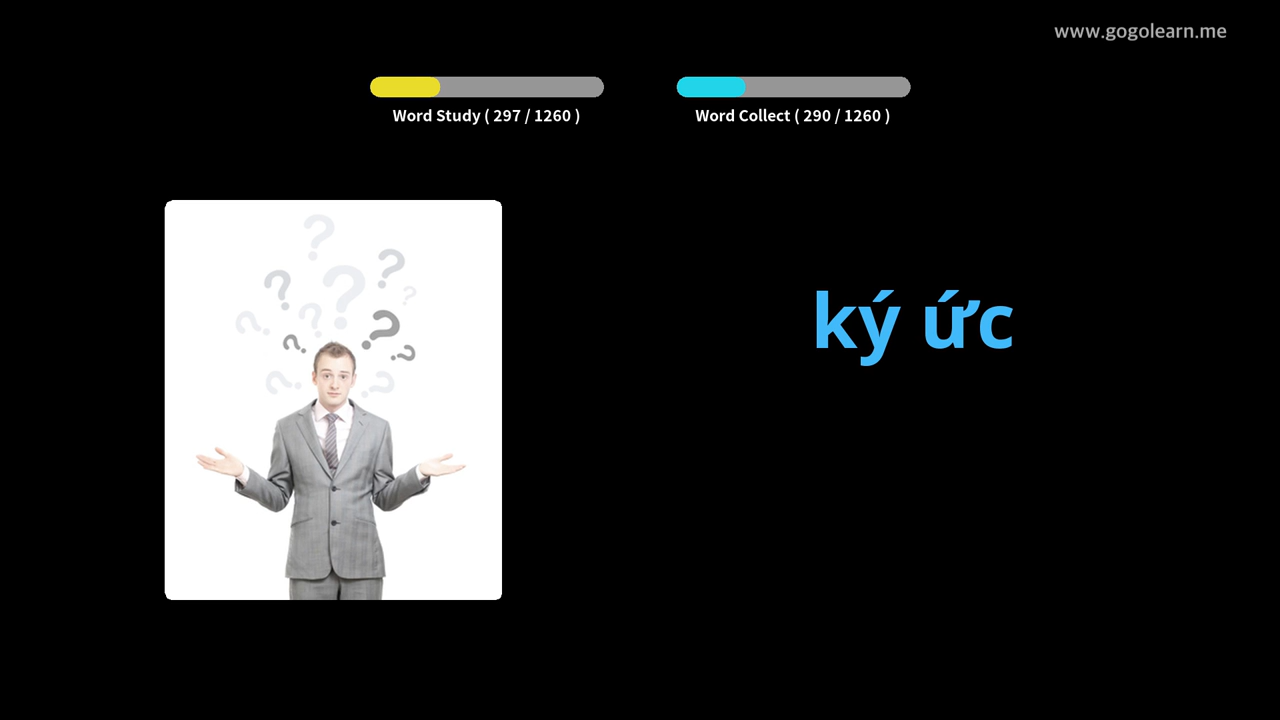 www.gogolearn.me
Word Study ( 297 / 1260 )
Word Collect ( 290 / 1260 )
? ? ? ? ? ? ? ? ? ? ? ?
ký ức